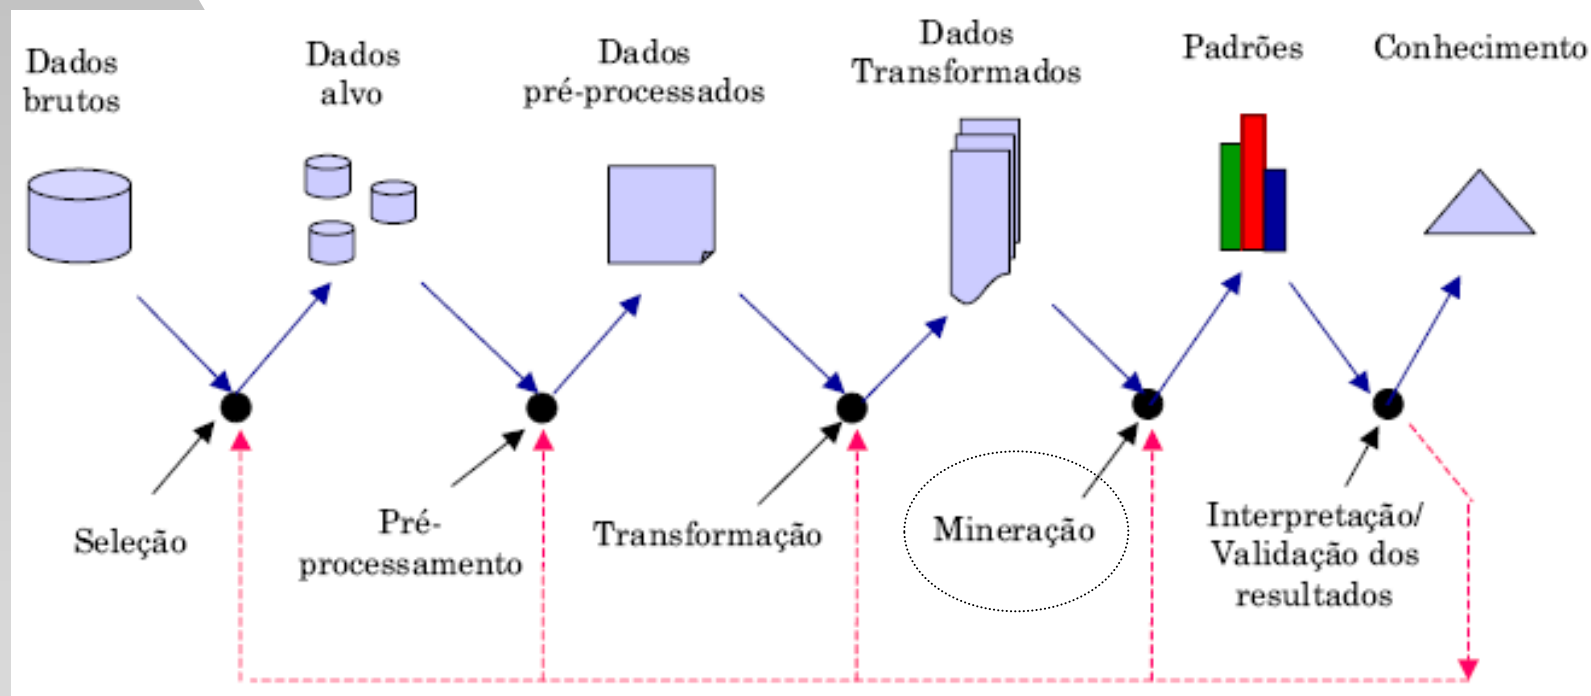 Dados
brutos
Dados
alvo
Dados
pré-processados
Dados
Transformados
Padrões
Conhecimento
Seleção
Pré-
processamento
Transformação
Mineração
Interpretação/
Validação dos
resultados